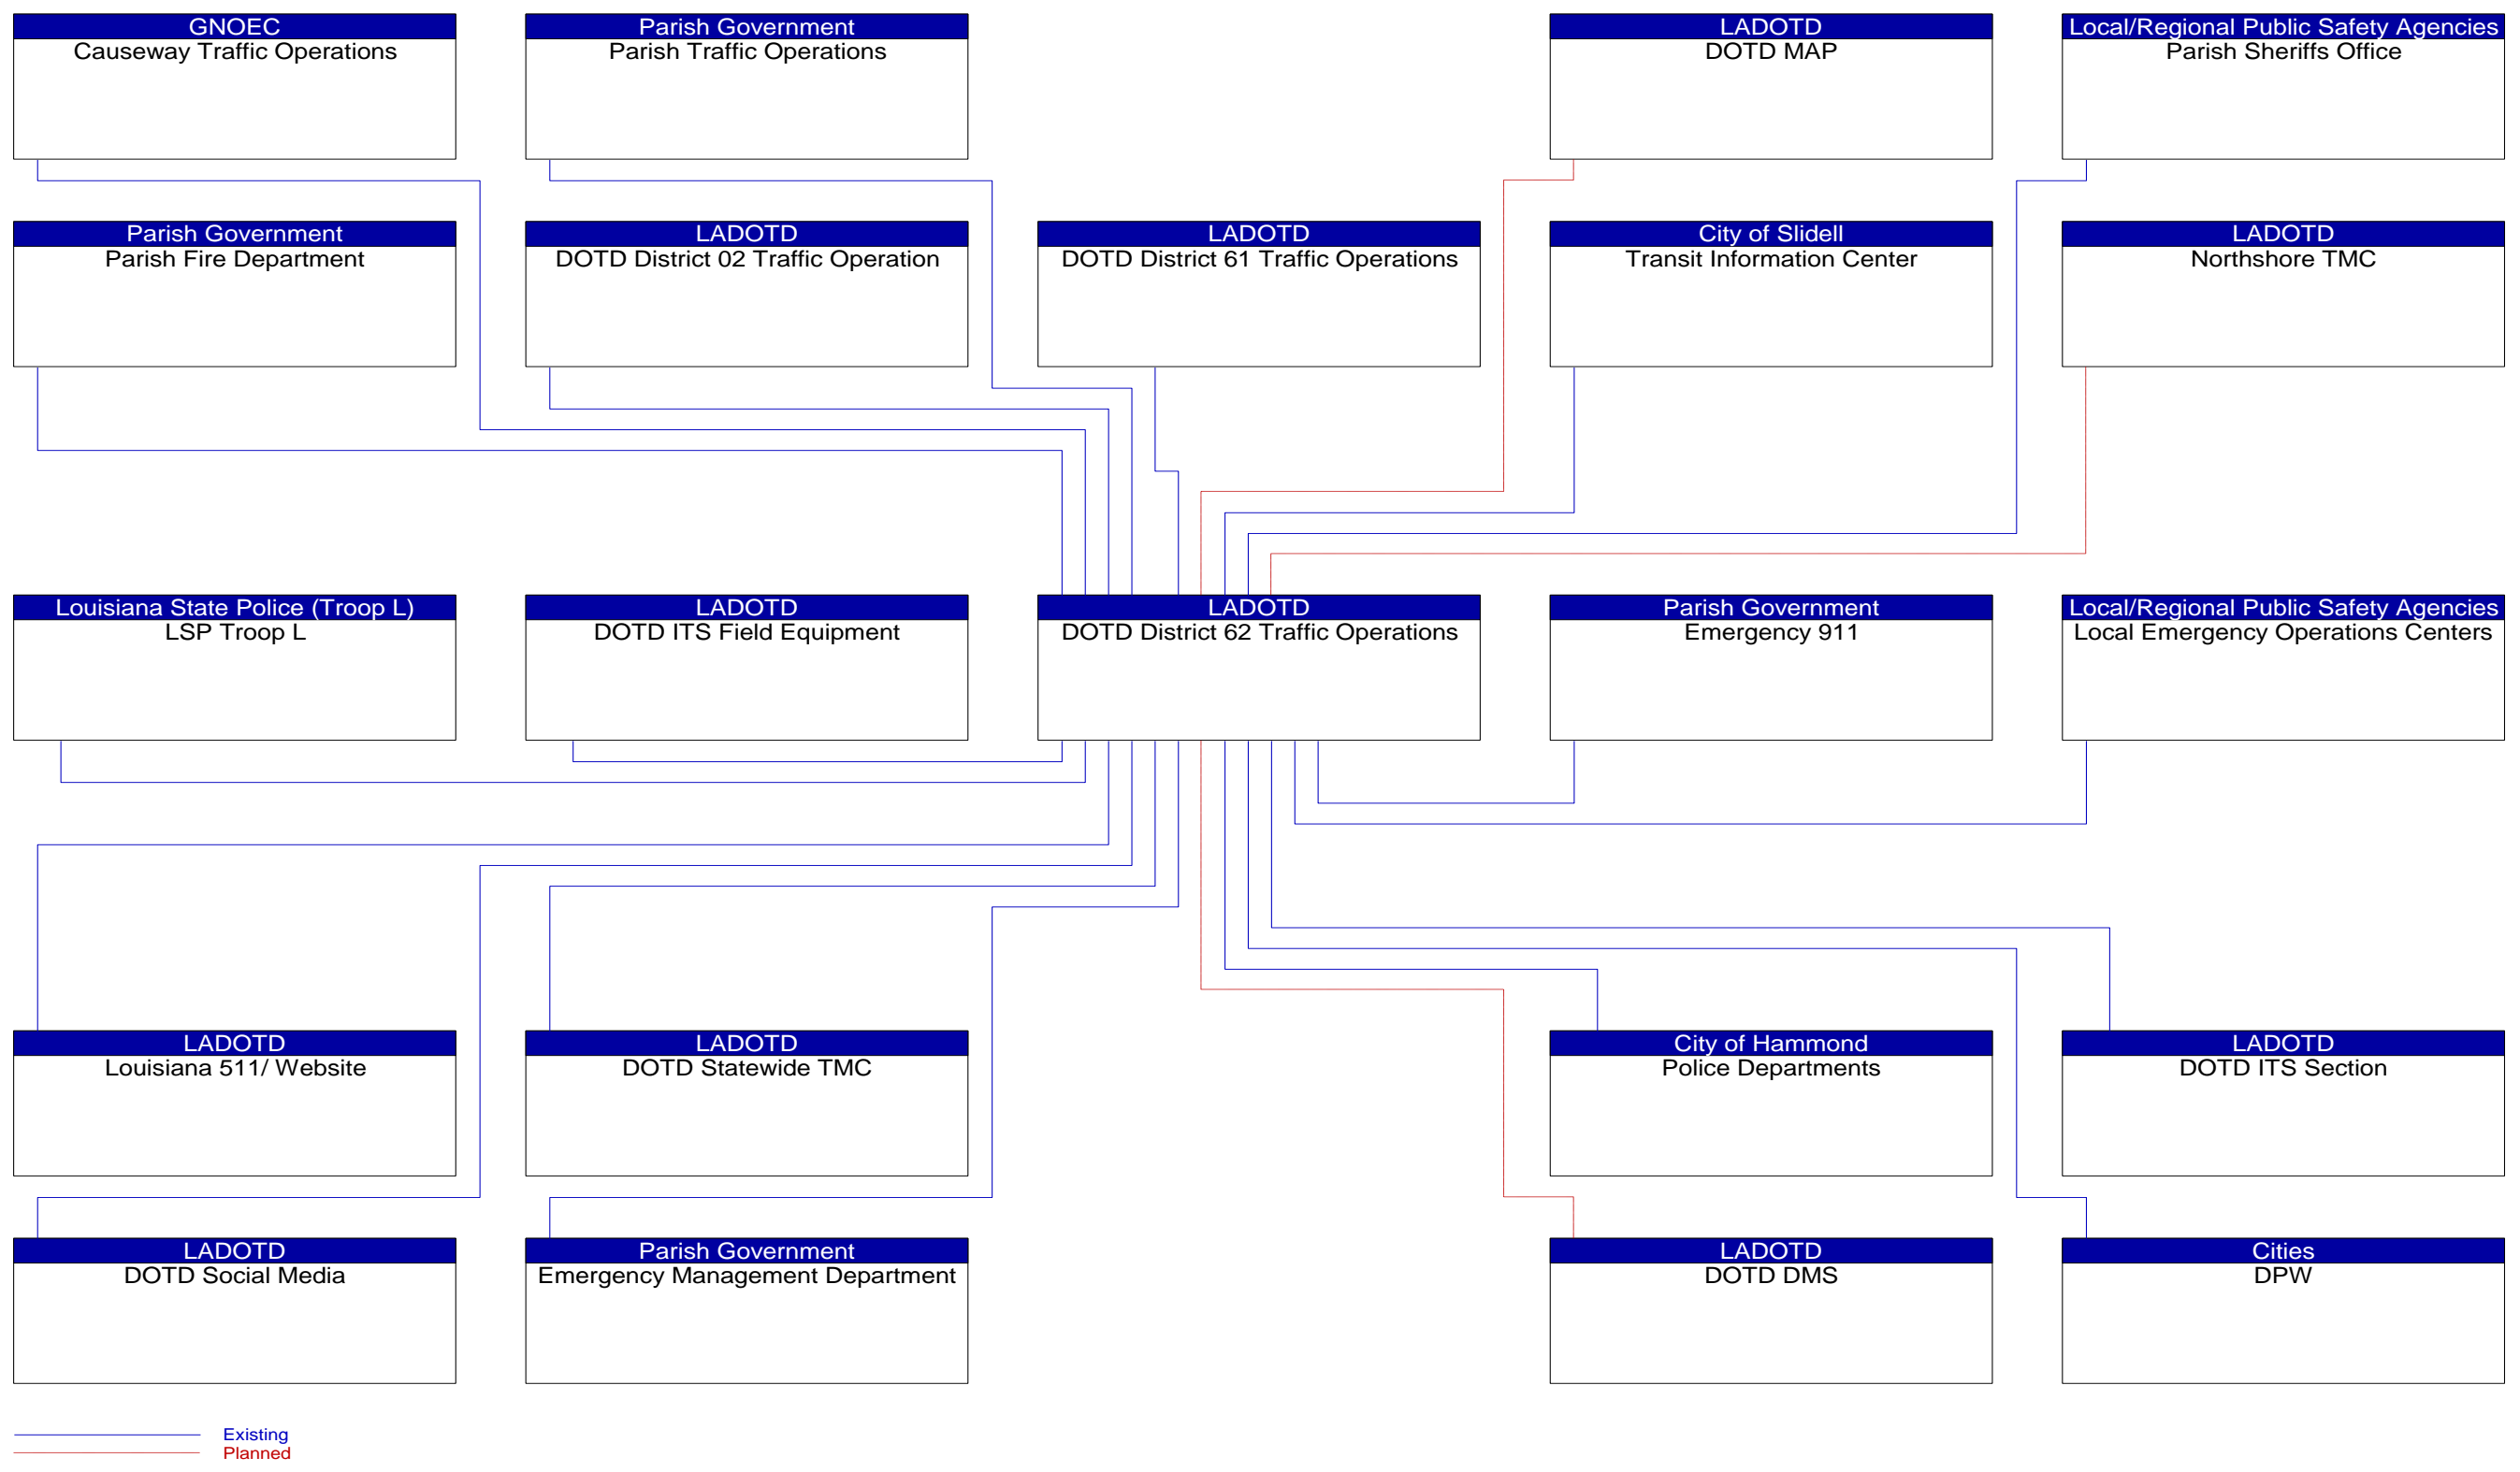 GNOEC
Causeway Traffic Operations
Parish Government
Parish Traffic Operations
LADOTD
DOTD MAP
Local/Regional Public Safety Agencies
Parish Sheriffs Office
Parish Government
Parish Fire Department
LADOTD
DOTD District 02 Traffic Operation
LADOTD
DOTD District 61 Traffic Operations
City of Slidell
Transit Information Center
LADOTD
Northshore TMC
Louisiana State Police (Troop L)
LSP Troop L
LADOTD
DOTD ITS Field Equipment
LADOTD
DOTD District 62 Traffic Operations
Parish Government
Emergency 911
Local/Regional Public Safety Agencies
Local Emergency Operations Centers
LADOTD
Louisiana 511/ Website
LADOTD
DOTD Statewide TMC
City of Hammond
Police Departments
LADOTD
DOTD ITS Section
LADOTD
DOTD Social Media
Parish Government
Emergency Management Department
LADOTD
DOTD DMS
Cities
DPW
Existing
Planned